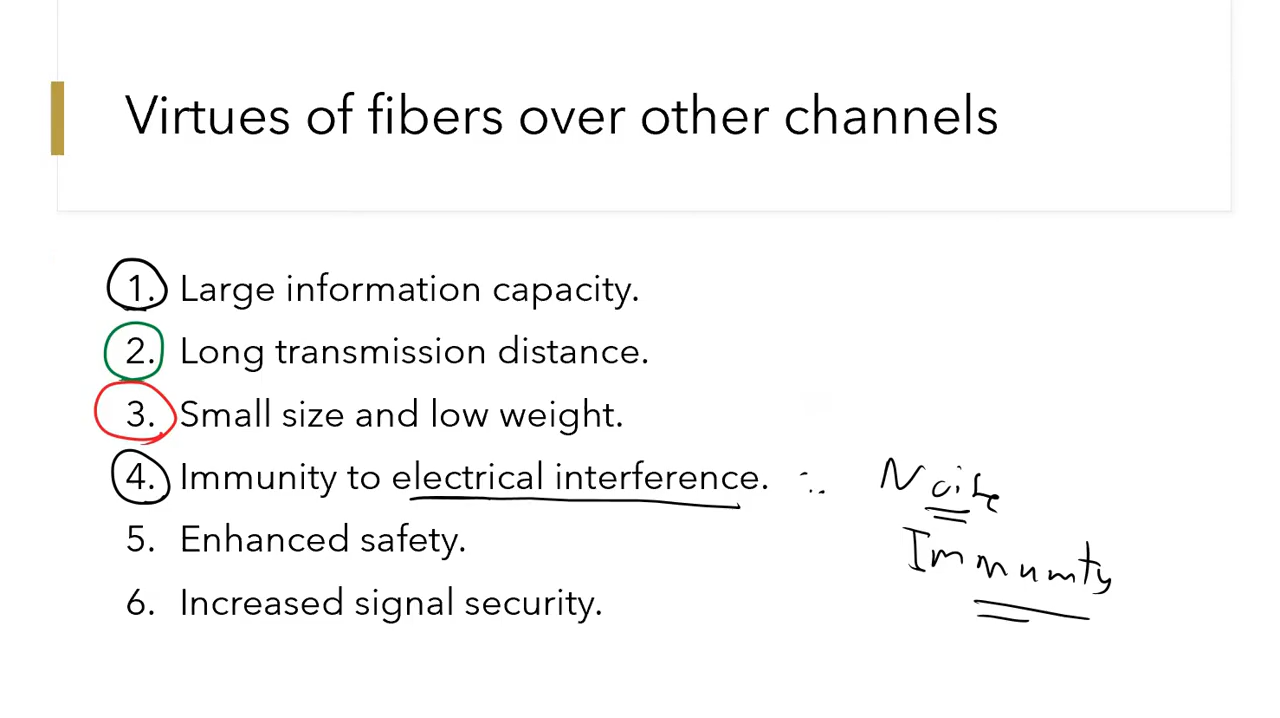 Virtues of fibers over other channels
1. Large information capacity.
2. Long transmission distance.
3. Small size and low weight.
4. Immunity to electrical interference. ∴ Noise
Immunity
5. Enhanced safety.
6. Increased signal security.